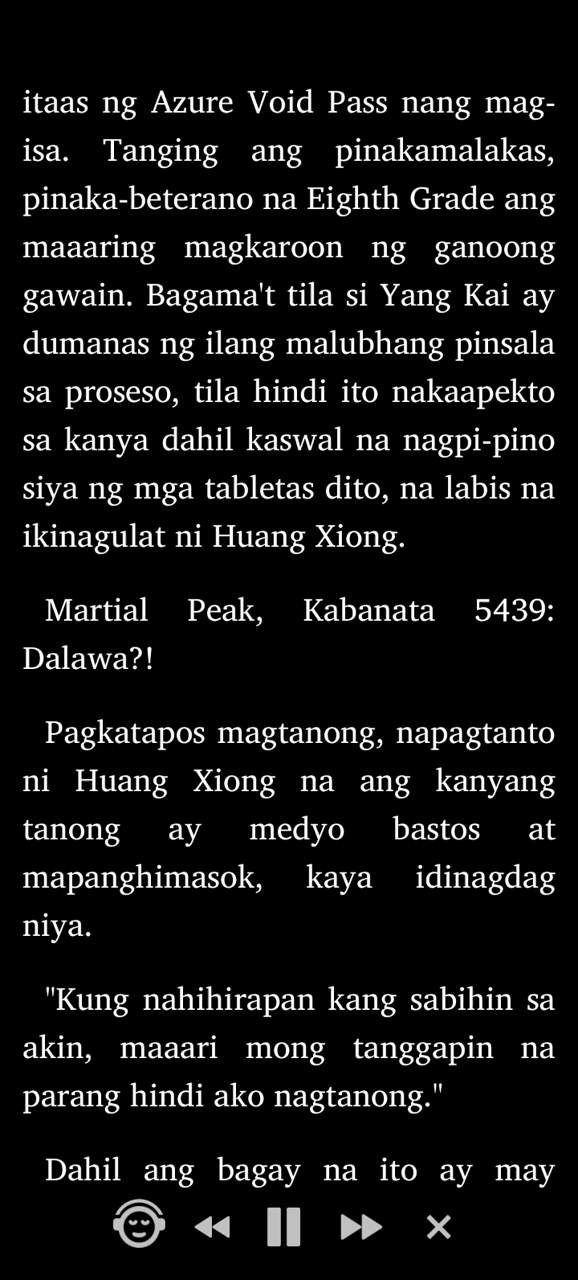 itaas ng Azure Void Pass nang mag-
isa. Tanging ang pinakamalakas,
pinaka-beterano na Eighth Grade ang
maaaring magkaroon ng ganoong
gawain. Bagama't tila si Yang Kai ay
dumanas ng ilang malubhang pinsala
sa proseso, tila hindi ito nakaapekto
sa kanya dahil kaswal na nagpi-pino
siya ng mga tabletas dito, na labis na
ikinagulat ni Huang Xiong.
Martial Peak, Kabanata 5439:
Dalawa?!
Pagkatapos magtanong, napagtanto
ni Huang Xiong na ang kanyang
tanong ay medyo bastos at
mapanghimasok, kaya idinagdag
niya.
"Kung nahihirapan kang sabihin sa
akin, maaari mong tanggapin na
parang hindi ako nagtanong."
Dahil ang bagay na ito ay may